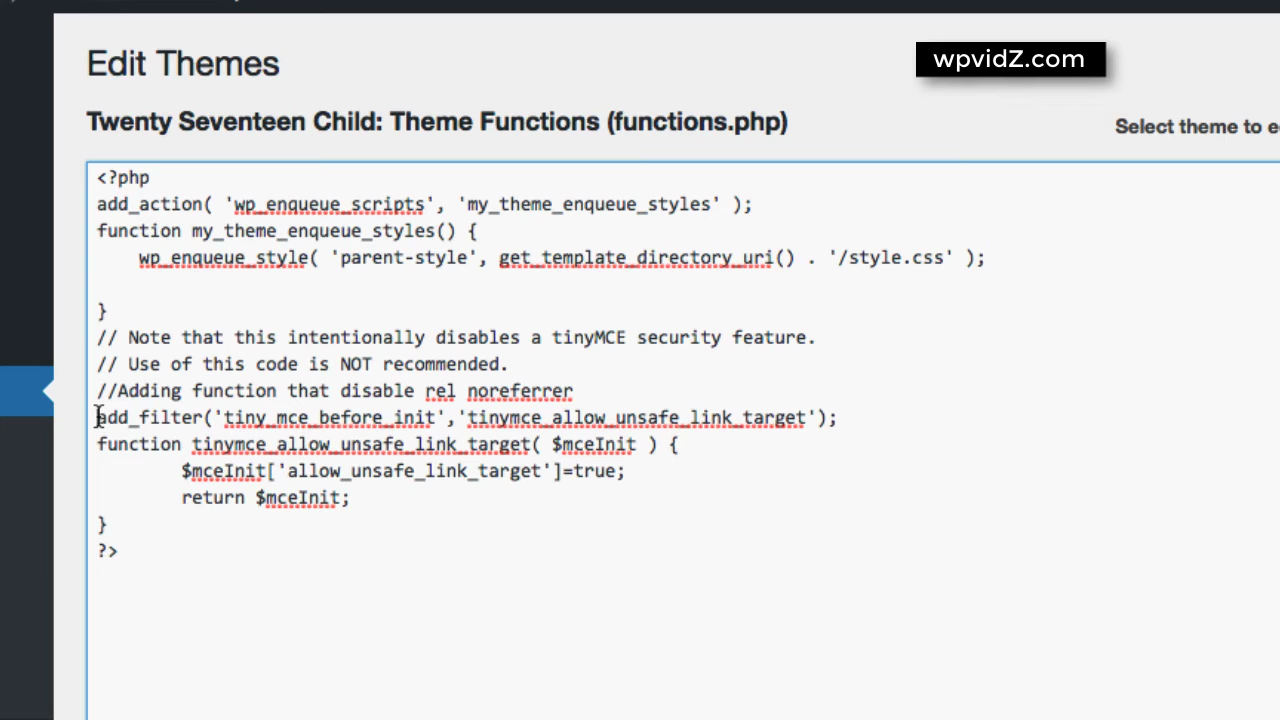 wpvidZ.com
Edit Themes
Twenty Seventeen Child: Theme Functions (functions.php)
Select theme to
<?php
add_action( 'wp_enqueue_scripts', 'my_theme_enqueue_styles' );
function my_theme_enqueue_styles() {
    wp_enqueue_style( 'parent-style', get_template_directory_uri() . '/style.css' );
}
// Note that this intentionally disables a tinyMCE security feature.
// Use of this code is NOT recommended.
//Adding function that disable rel noreferrer
add_filter('tiny_mce_before_init','tinymce_allow_unsafe_link_target');
function tinymce_allow_unsafe_link_target( $mceInit ) {
        $mceInit['allow_unsafe_link_target']=true;
        return $mceInit;
}
?>